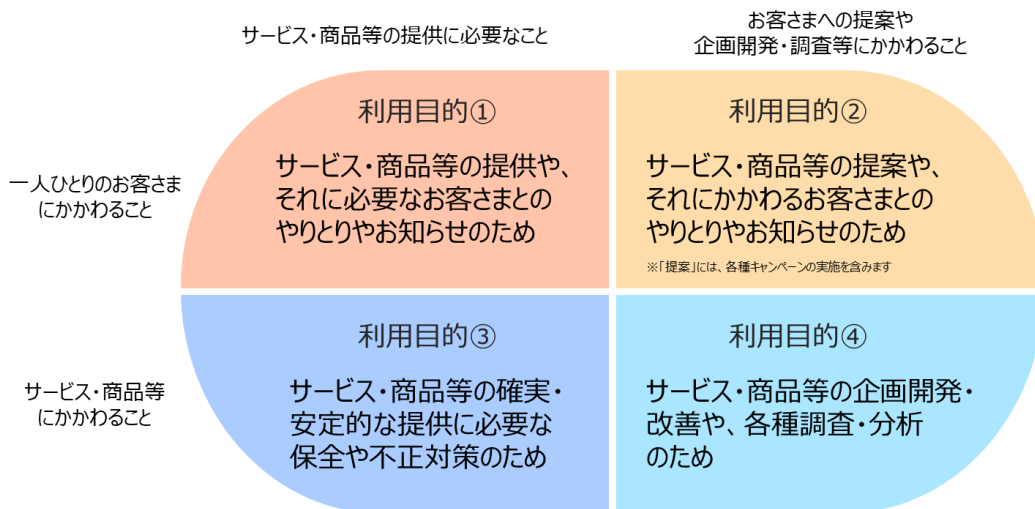 サービス・商品等の提供に必要なこと
お客さまへの提案や
企画開発・調査等にかかわること
一人ひとりのお客さま
にかかわること
利用目的①
サービス・商品等の提供や、
それに必要なお客さまとの
やりとりやお知らせのため
利用目的②
サービス・商品等の提案や、
それにかかわるお客さまとの
やりとりやお知らせのため
※「提案」には、各種キャンペーンの実施を含みます
サービス・商品等
にかかわること
利用目的③
サービス・商品等の確実・
安定的な提供に必要な
保全や不正対策のため
利用目的④
サービス・商品等の企画開発・
改善や、各種調査・分析
のため